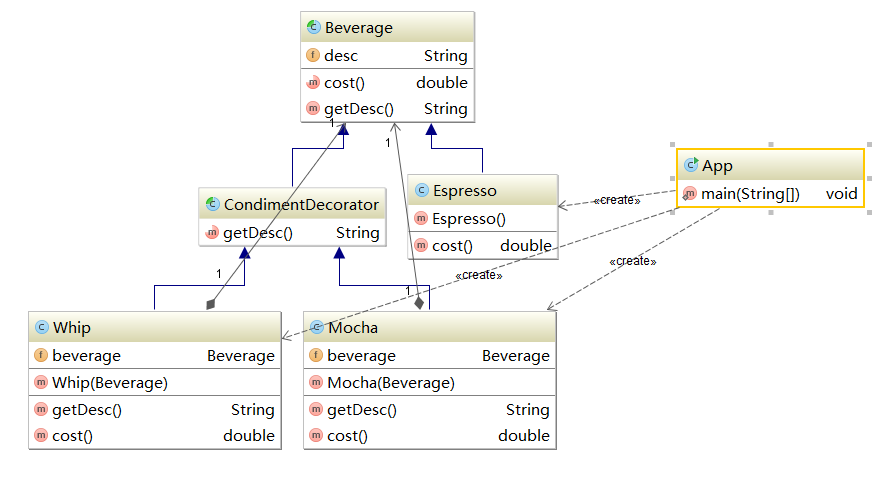 Beverage
desc String
cost() double
getDesc() String
1
1
CondimentDecorator
getDesc() String
Espresso
Espresso()
cost() double
App
main(String[]) void
«create»
«create»
«create»
1
1
Whip
beverage Beverage
Whip(Beverage)
getDesc() String
cost() double
Mocha
beverage Beverage
Mocha(Beverage)
getDesc() String
cost() double